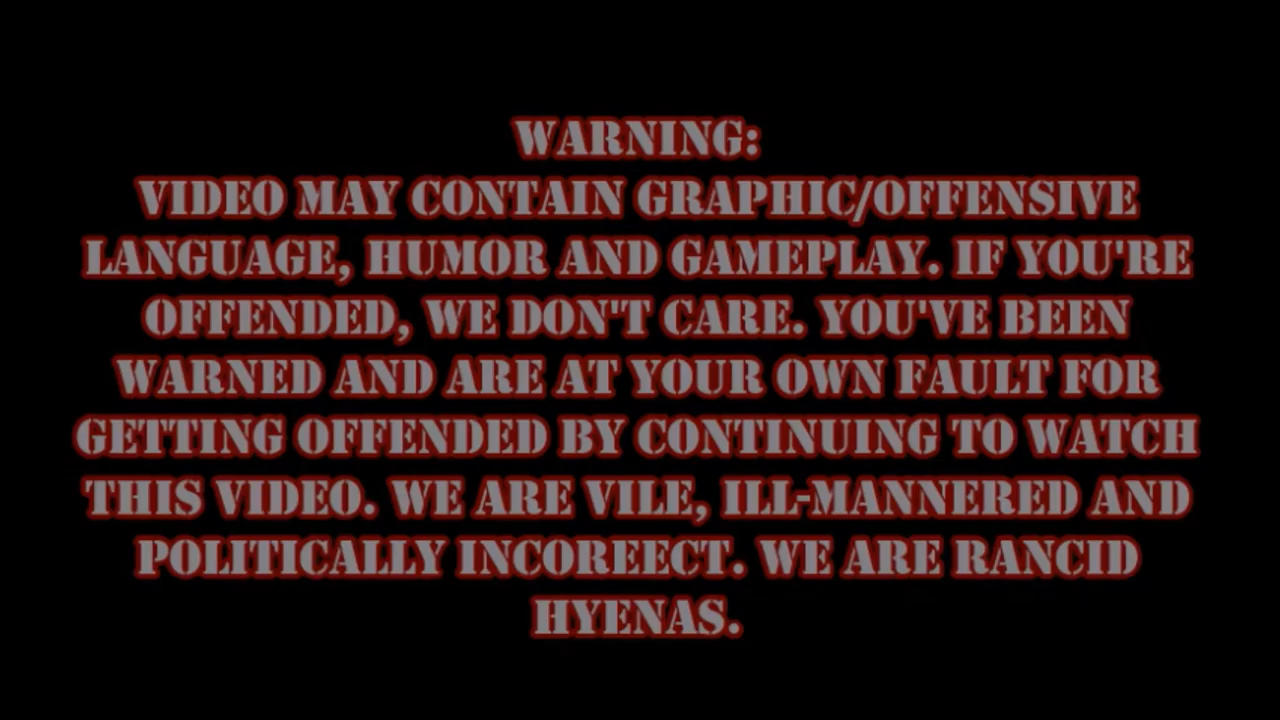 WARNING:
VIDEO MAY CONTAIN GRAPHIC/OFFENSIVE
LANGUAGE, HUMOR AND GAMEPLAY. IF YOU'RE
OFFENDED, WE DON'T CARE. YOU'VE BEEN
WARNED AND ARE AT YOUR OWN FAULT FOR
GETTING OFFENDED BY CONTINUING TO WATCH
THIS VIDEO. WE ARE VILE, ILL-MANNERED AND
POLITICALLY INCOREECT. WE ARE RANCID
HYENAS.